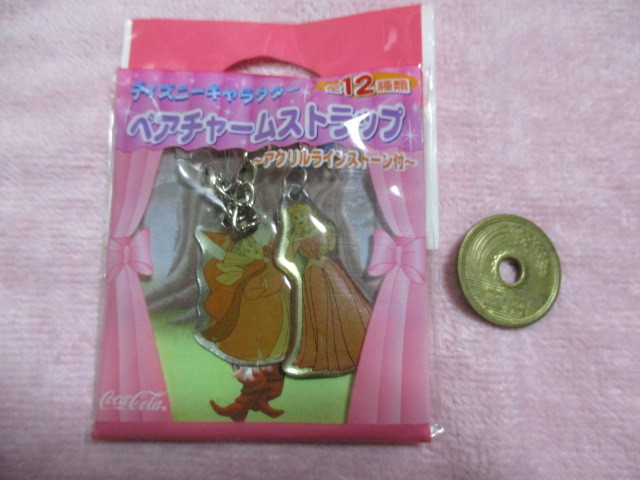 ディズニーキャラクター
全12種類
ペアチャームストラップ
~アクリルラインストーン付~
Coca-Cola®